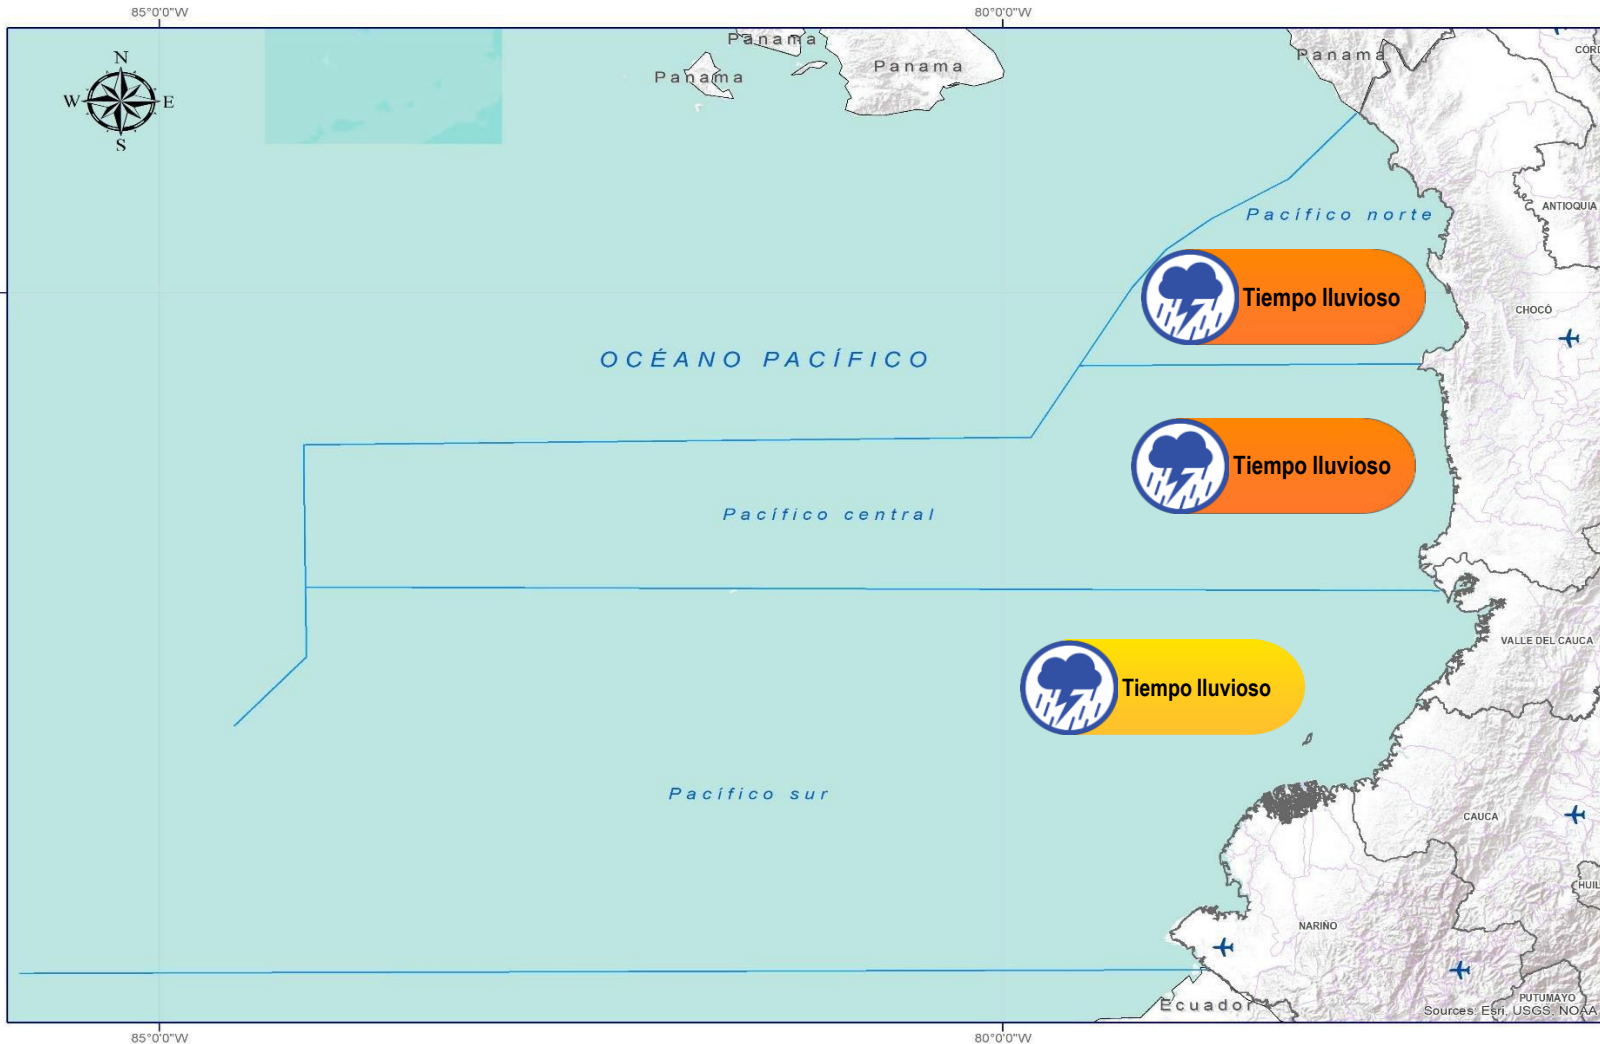 85°0'0"W
80°0'0"W
N
W
E
S
Panama
Panama
Panama
Panama
CÓRD
ANTIOQUIA
Pacífico norte
Tiempo lluvioso
CHOCÓ
OCÉANO PACÍFICO
Tiempo lluvioso
Pacífico central
VALLE DEL CAUCA
Tiempo lluvioso
Pacífico sur
CAUCA
HUIL
NARIÑO
PUTUMAYO
Ecuador
Sources: Esri, USGS, NOAA
85°0'0"W
80°0'0"W